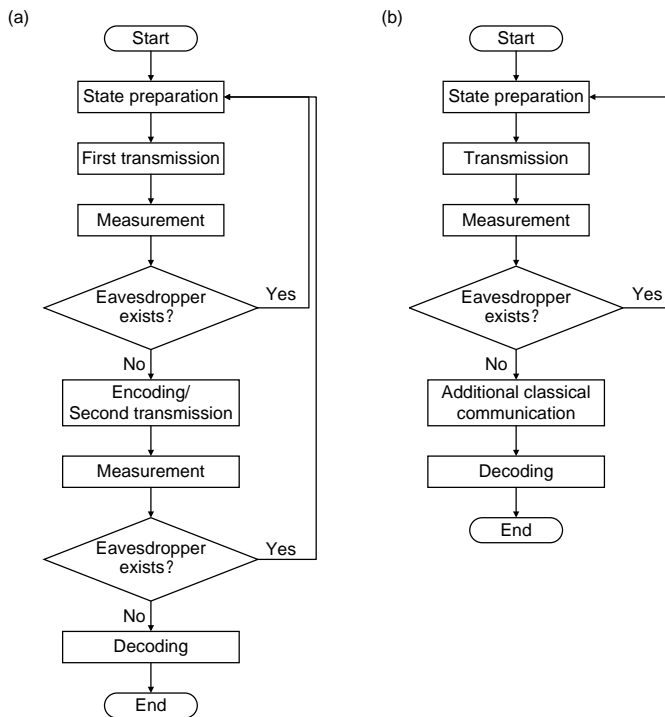 (a)
Start
State preparation
First transmission
Measurement
Eavesdropper
exists?
Yes
No
Encoding/
Second transmission
Measurement
Eavesdropper
exists?
Yes
No
Decoding
End
(b)
Start
State preparation
Transmission
Measurement
Eavesdropper
exists?
Yes
No
Additional classical
communication
Decoding
End